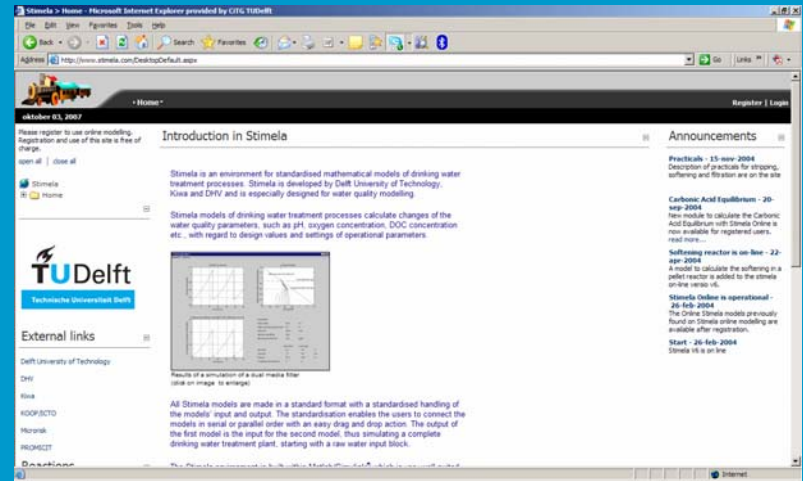 Stimela > Home - Microsoft Internet Explorer provided by CITG TUDelft
File Edit View Favorites Tools Help
Back Search Favorites
Address http://www.stimela.com/DesktopDefault.aspx Go Links
Home
Register | Login
oktober 03, 2007
Please register to use online modelling.
Registration and use of this site is free of
charge.
open all | close all
Stimela
Home
TUDelft
Technische Universiteit Delft
External links
Delft University of Technology
DHV
Kiwa
KOOP/ICTO
Microrisk
PROMICIT
Reactions
Introduction in Stimela
Stimela is an environment for standardised mathematical models of drinking water
treatment processes. Stimela is developed by Delft University of Technology,
Kiwa and DHV and is especially designed for water quality modelling.
Stimela models of drinking water treatment processes calculate changes of the
water quality parameters, such as pH, oxygen concentration, DOC concentration
etc., with regard to design values and settings of operational parameters.
Results of a simulation of a dual media filter
(click on image to enlarge)
All Stimela models are made in a standard format with a standardised handling of
the models' input and output. The standardisation enables the users to connect the
models in serial or parallel order with an easy drag and drop action. The output of
the first model is the input for the second model, thus simulating a complete
drinking water treatment plant, starting with a raw water input block.
Announcements
Practicals - 15-nov-2004
Description of practicals for stripping,
softening and filtration are on the site
Carbonic Acid Equilibrium - 20-
sep-2004
New module to calculate the Carbonic
Acid Equilibrium with Stimela Online is
now available for registered users.
read more...
Softening reactor is on-line - 22-
apr-2004
A model to calculate the softening in a
pellet reactor is added to the stimela
on-line versio v6.
Stimela Online is operational -
26-feb-2004
The Online Stimela models previously
found on Stimela online modelling are
available after registration.
Start - 26-feb-2004
Stimela V6 is on line
Internet